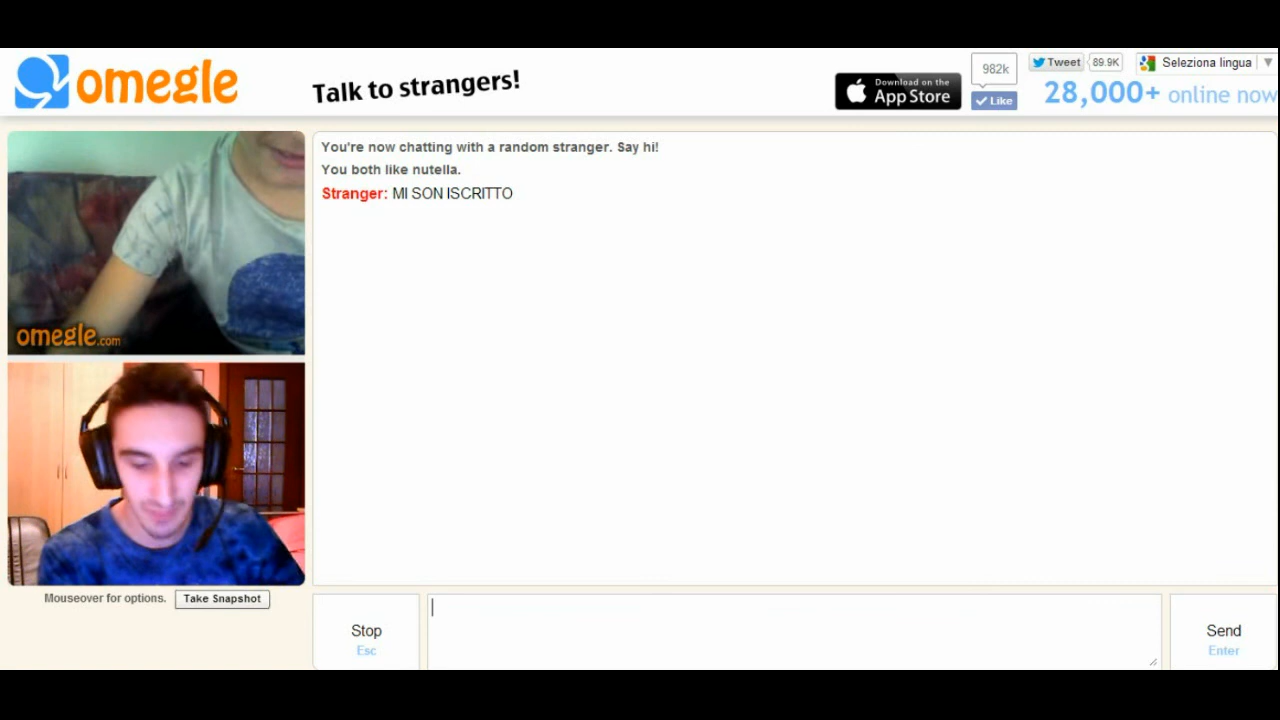 omegle
Talk to strangers!
Download on the
App Store
982k
Like
Tweet
89.9K
Seleziona lingua
28,000+ online now
You're now chatting with a random stranger. Say hi!
You both like nutella.
Stranger: MI SON ISCRITTO
omegle.com
Mouseover for options.
Take Snapshot
Stop
Esc
Send
Enter